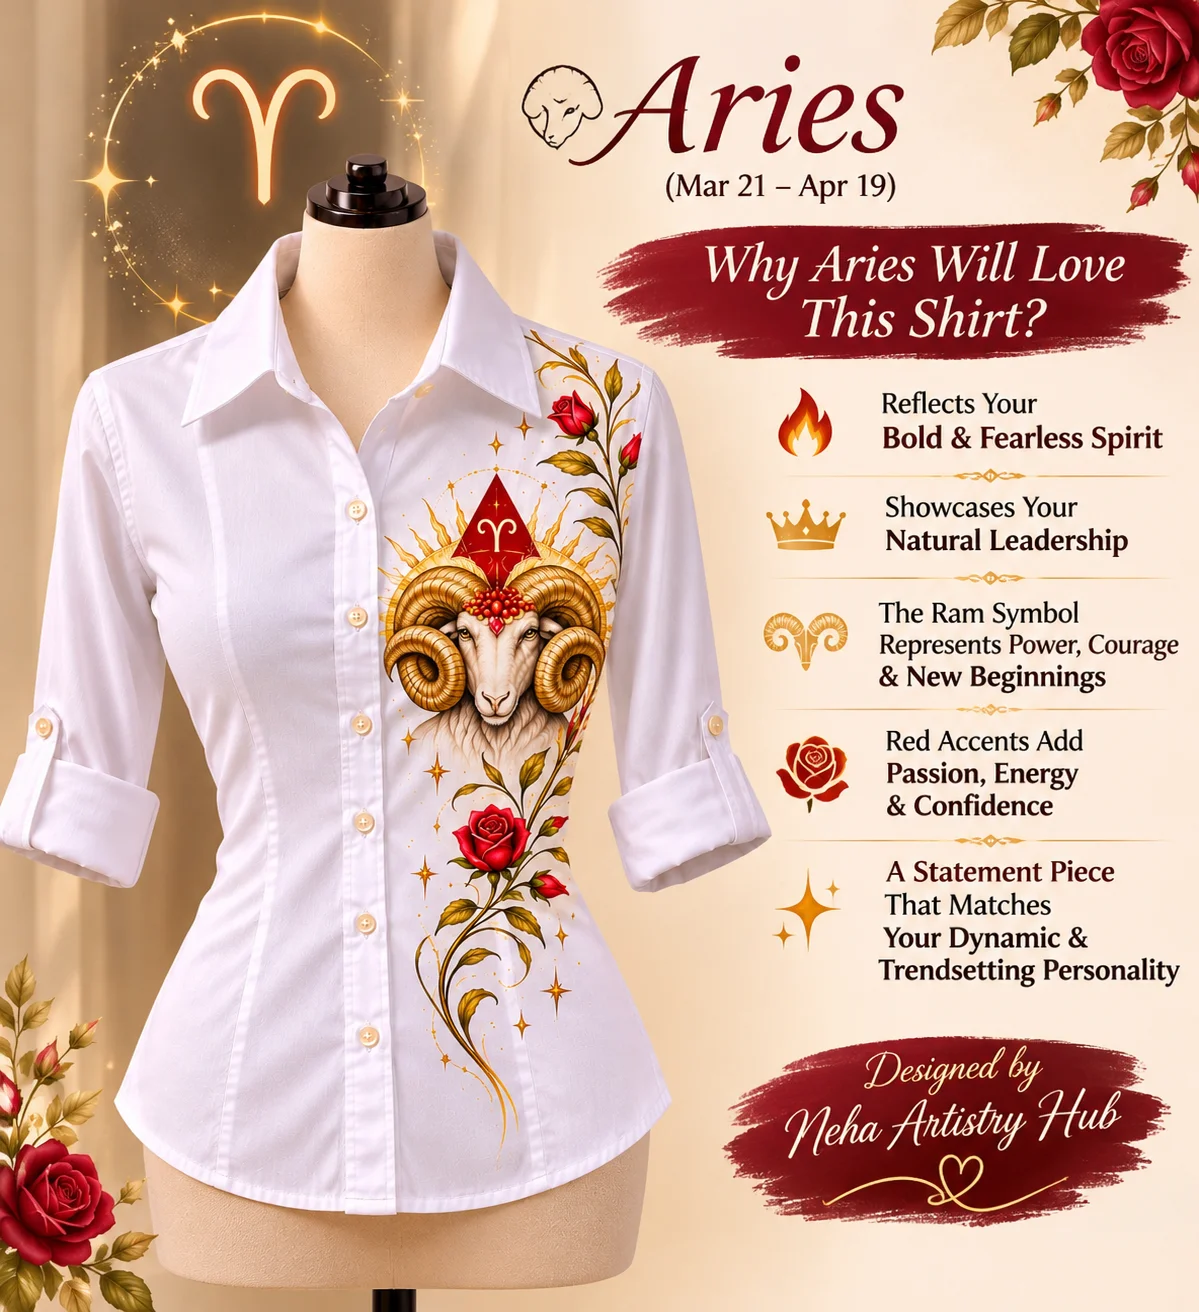 Aries
(Mar 21 – Apr 19)
Why Aries Will Love
This Shirt?
Reflects Your
Bold & Fearless Spirit
Showcases Your
Natural Leadership
The Ram Symbol
Represents Power, Courage
& New Beginnings
Red Accents Add
Passion, Energy
& Confidence
A Statement Piece
That Matches
Your Dynamic &
Trendsetting Personality
Designed by
Neha Artistry Hub